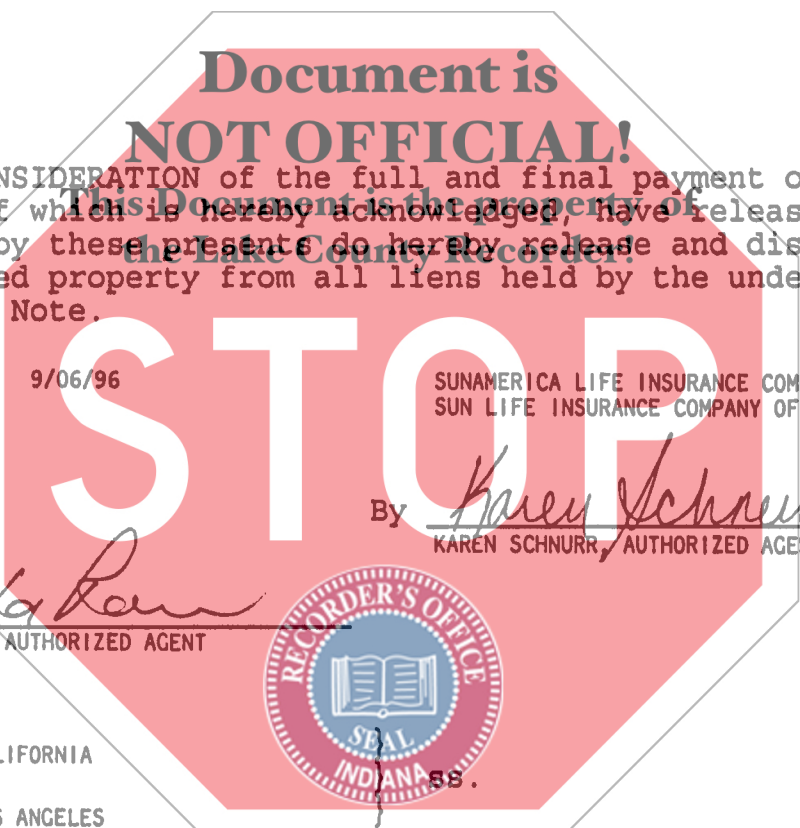 Document is
NOT OFFICIAL!
NSIDERATION of the full and final payment o
This Document is the property of
f which is hereby acknowledged, have releas
by these presents do hereby release and dis
the Lake County Recorder!
ed property from all liens held by the unde
Note.
STOP
9/06/96
SUNAMERICA LIFE INSURANCE COM
SUN LIFE INSURANCE COMPANY OF
By Karen Schnur
KAREN SCHNURR, AUTHORIZED AGE
AUTHORIZED AGENT
RECORDER'S OFFICE
SEAL
INDIANA
LIFORNIA
ss.
S ANGELES